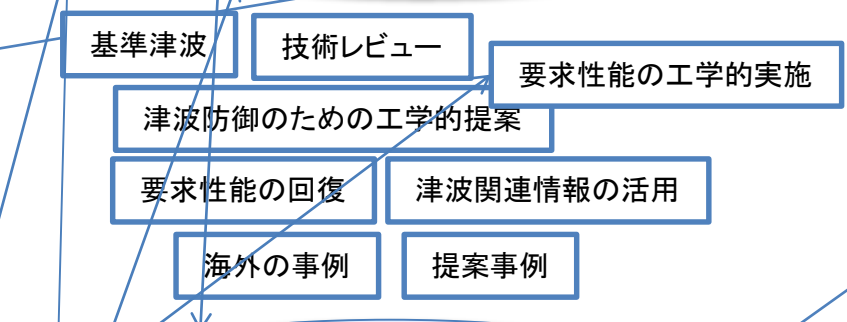 基準津波
技術レビュー
要求性能の工学的実施
津波防御のための工学的提案
要求性能の回復
津波関連情報の活用
海外の事例
提案事例